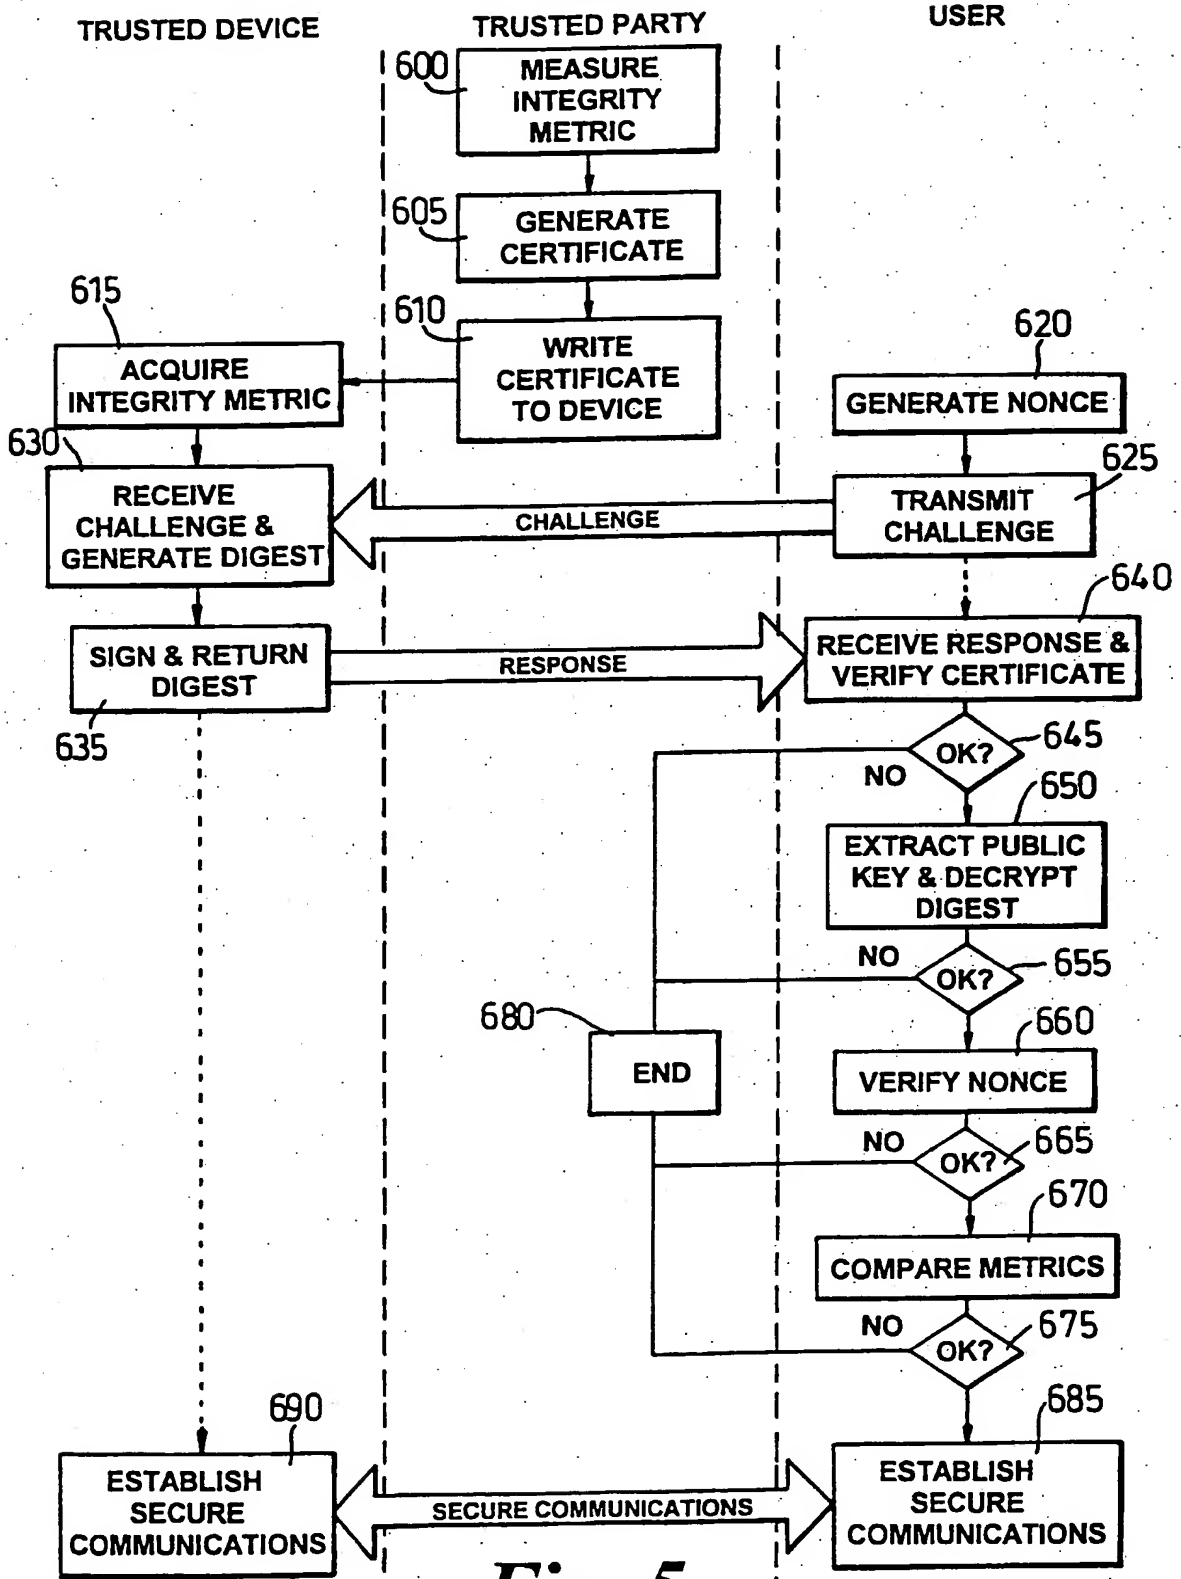 TRUSTED DEVICE
TRUSTED PARTY
USER
600
MEASURE
INTEGRITY
METRIC
605
GENERATE
CERTIFICATE
610
WRITE
CERTIFICATE
TO DEVICE
615
ACQUIRE
INTEGRITY METRIC
620
GENERATE NONCE
625
TRANSMIT
CHALLENGE
CHALLENGE
630
RECEIVE
CHALLENGE &
GENERATE DIGEST
635
SIGN & RETURN
DIGEST
RESPONSE
640
RECEIVE RESPONSE &
VERIFY CERTIFICATE
OK?
645
NO
650
EXTRACT PUBLIC
KEY & DECRYPT
DIGEST
NO
OK?
655
680
END
660
VERIFY NONCE
NO
OK?
665
670
COMPARE METRICS
NO
OK?
675
690
ESTABLISH
SECURE
COMMUNICATIONS
SECURE COMMUNICATIONS
685
ESTABLISH
SECURE
COMMUNICATIONS
Fig. 5